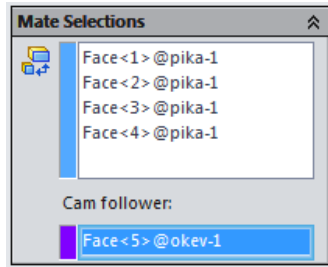 Mate Selections
Face<1>@pika-1
Face<2>@pika-1
Face<3>@pika-1
Face<4>@pika-1
Cam follower:
Face<5>@okev-1